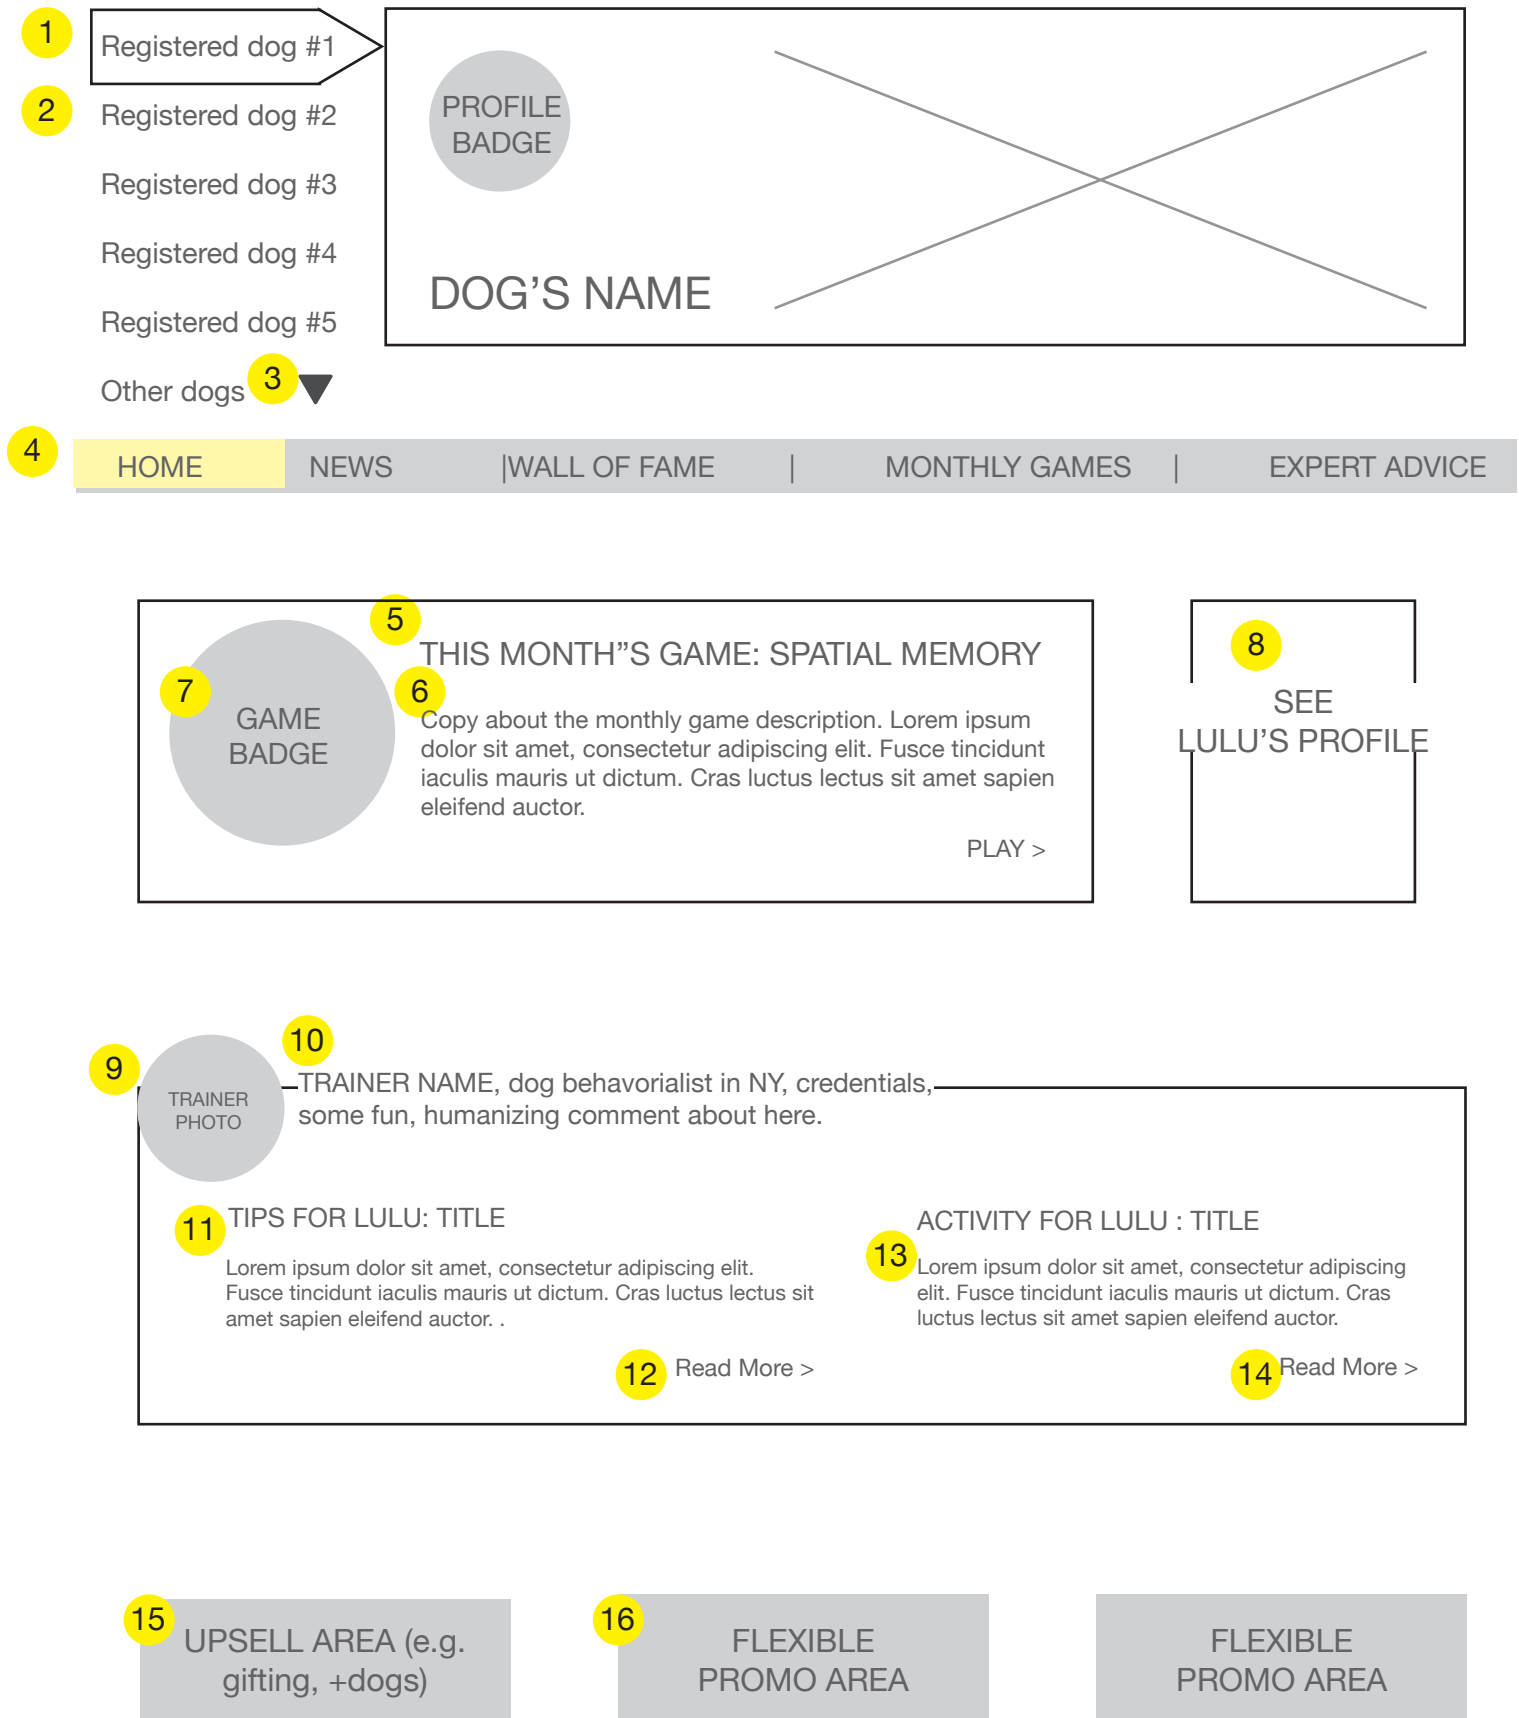 1
Registered dog #1
2
Registered dog #2
Registered dog #3
Registered dog #4
Registered dog #5
Other dogs
3
PROFILE
BADGE
DOG’S NAME
4
HOME
NEWS
|WALL OF FAME
|
MONTHLY GAMES
|
EXPERT ADVICE
5
THIS MONTH”S GAME: SPATIAL MEMORY
7
GAME
BADGE
6
Copy about the monthly game description. Lorem ipsum
dolor sit amet, consectetur adipiscing elit. Fusce tincidunt
iaculis mauris ut dictum. Cras luctus lectus sit amet sapien
eleifend auctor.
PLAY >
8
SEE
LULU’S PROFILE
9
TRAINER
PHOTO
10
TRAINER NAME, dog behavorialist in NY, credentials,
some fun, humanizing comment about here.
11
TIPS FOR LULU: TITLE
Lorem ipsum dolor sit amet, consectetur adipiscing elit.
Fusce tincidunt iaculis mauris ut dictum. Cras luctus lectus sit
amet sapien eleifend auctor. .
12
Read More >
ACTIVITY FOR LULU : TITLE
13
Lorem ipsum dolor sit amet, consectetur adipiscing
elit. Fusce tincidunt iaculis mauris ut dictum. Cras
luctus lectus sit amet sapien eleifend auctor.
14
Read More >
15
UPSELL AREA (e.g.
gifting, +dogs)
16
FLEXIBLE
PROMO AREA
FLEXIBLE
PROMO AREA